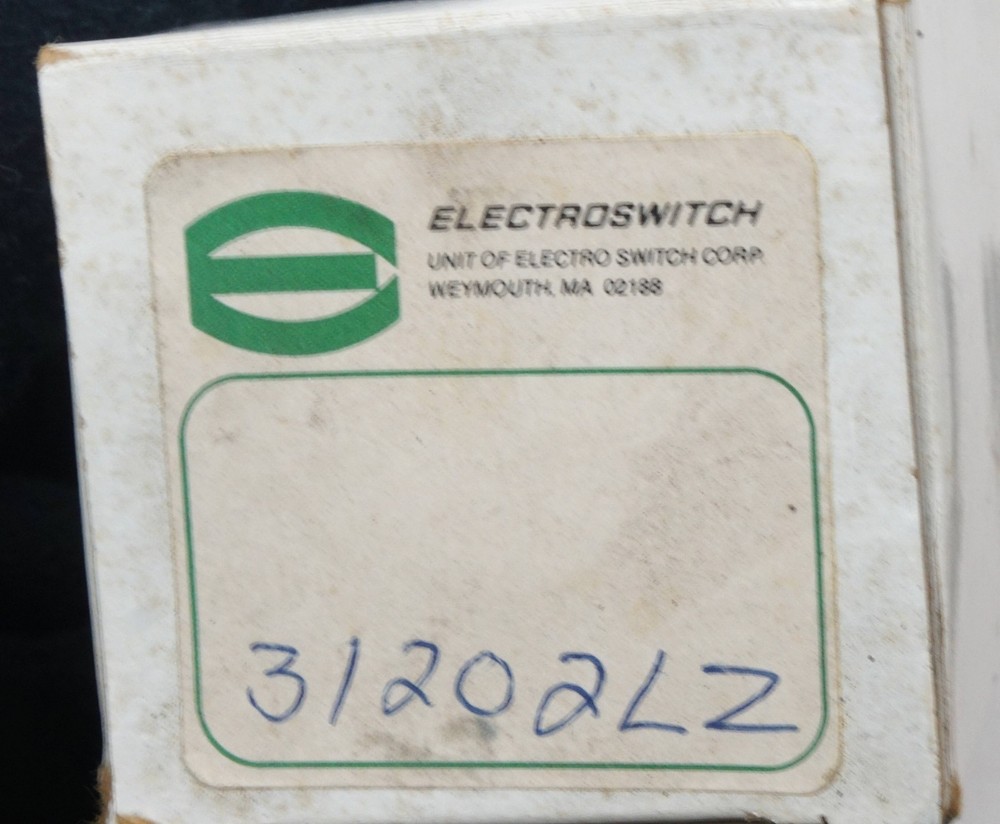 ELECTROSWITCH
UNIT OF ELECTRO SWITCH CORP.
WEYMOUTH, MA 02188
31202LZ